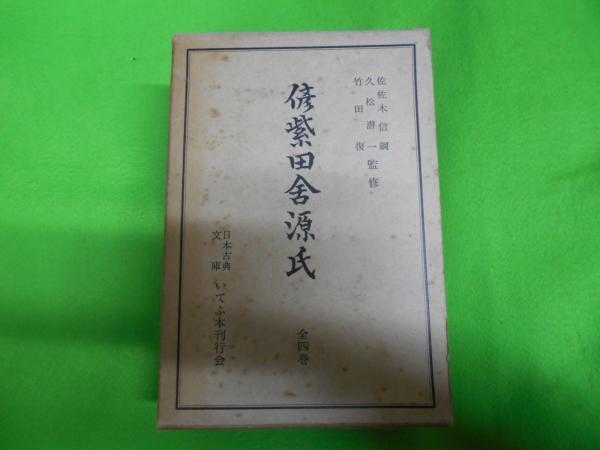 佐佐木信綱
久松潜一監修
竹田復
偐紫田舍源氏
全四巻
日本古典
文庫
いてふ本刊行会